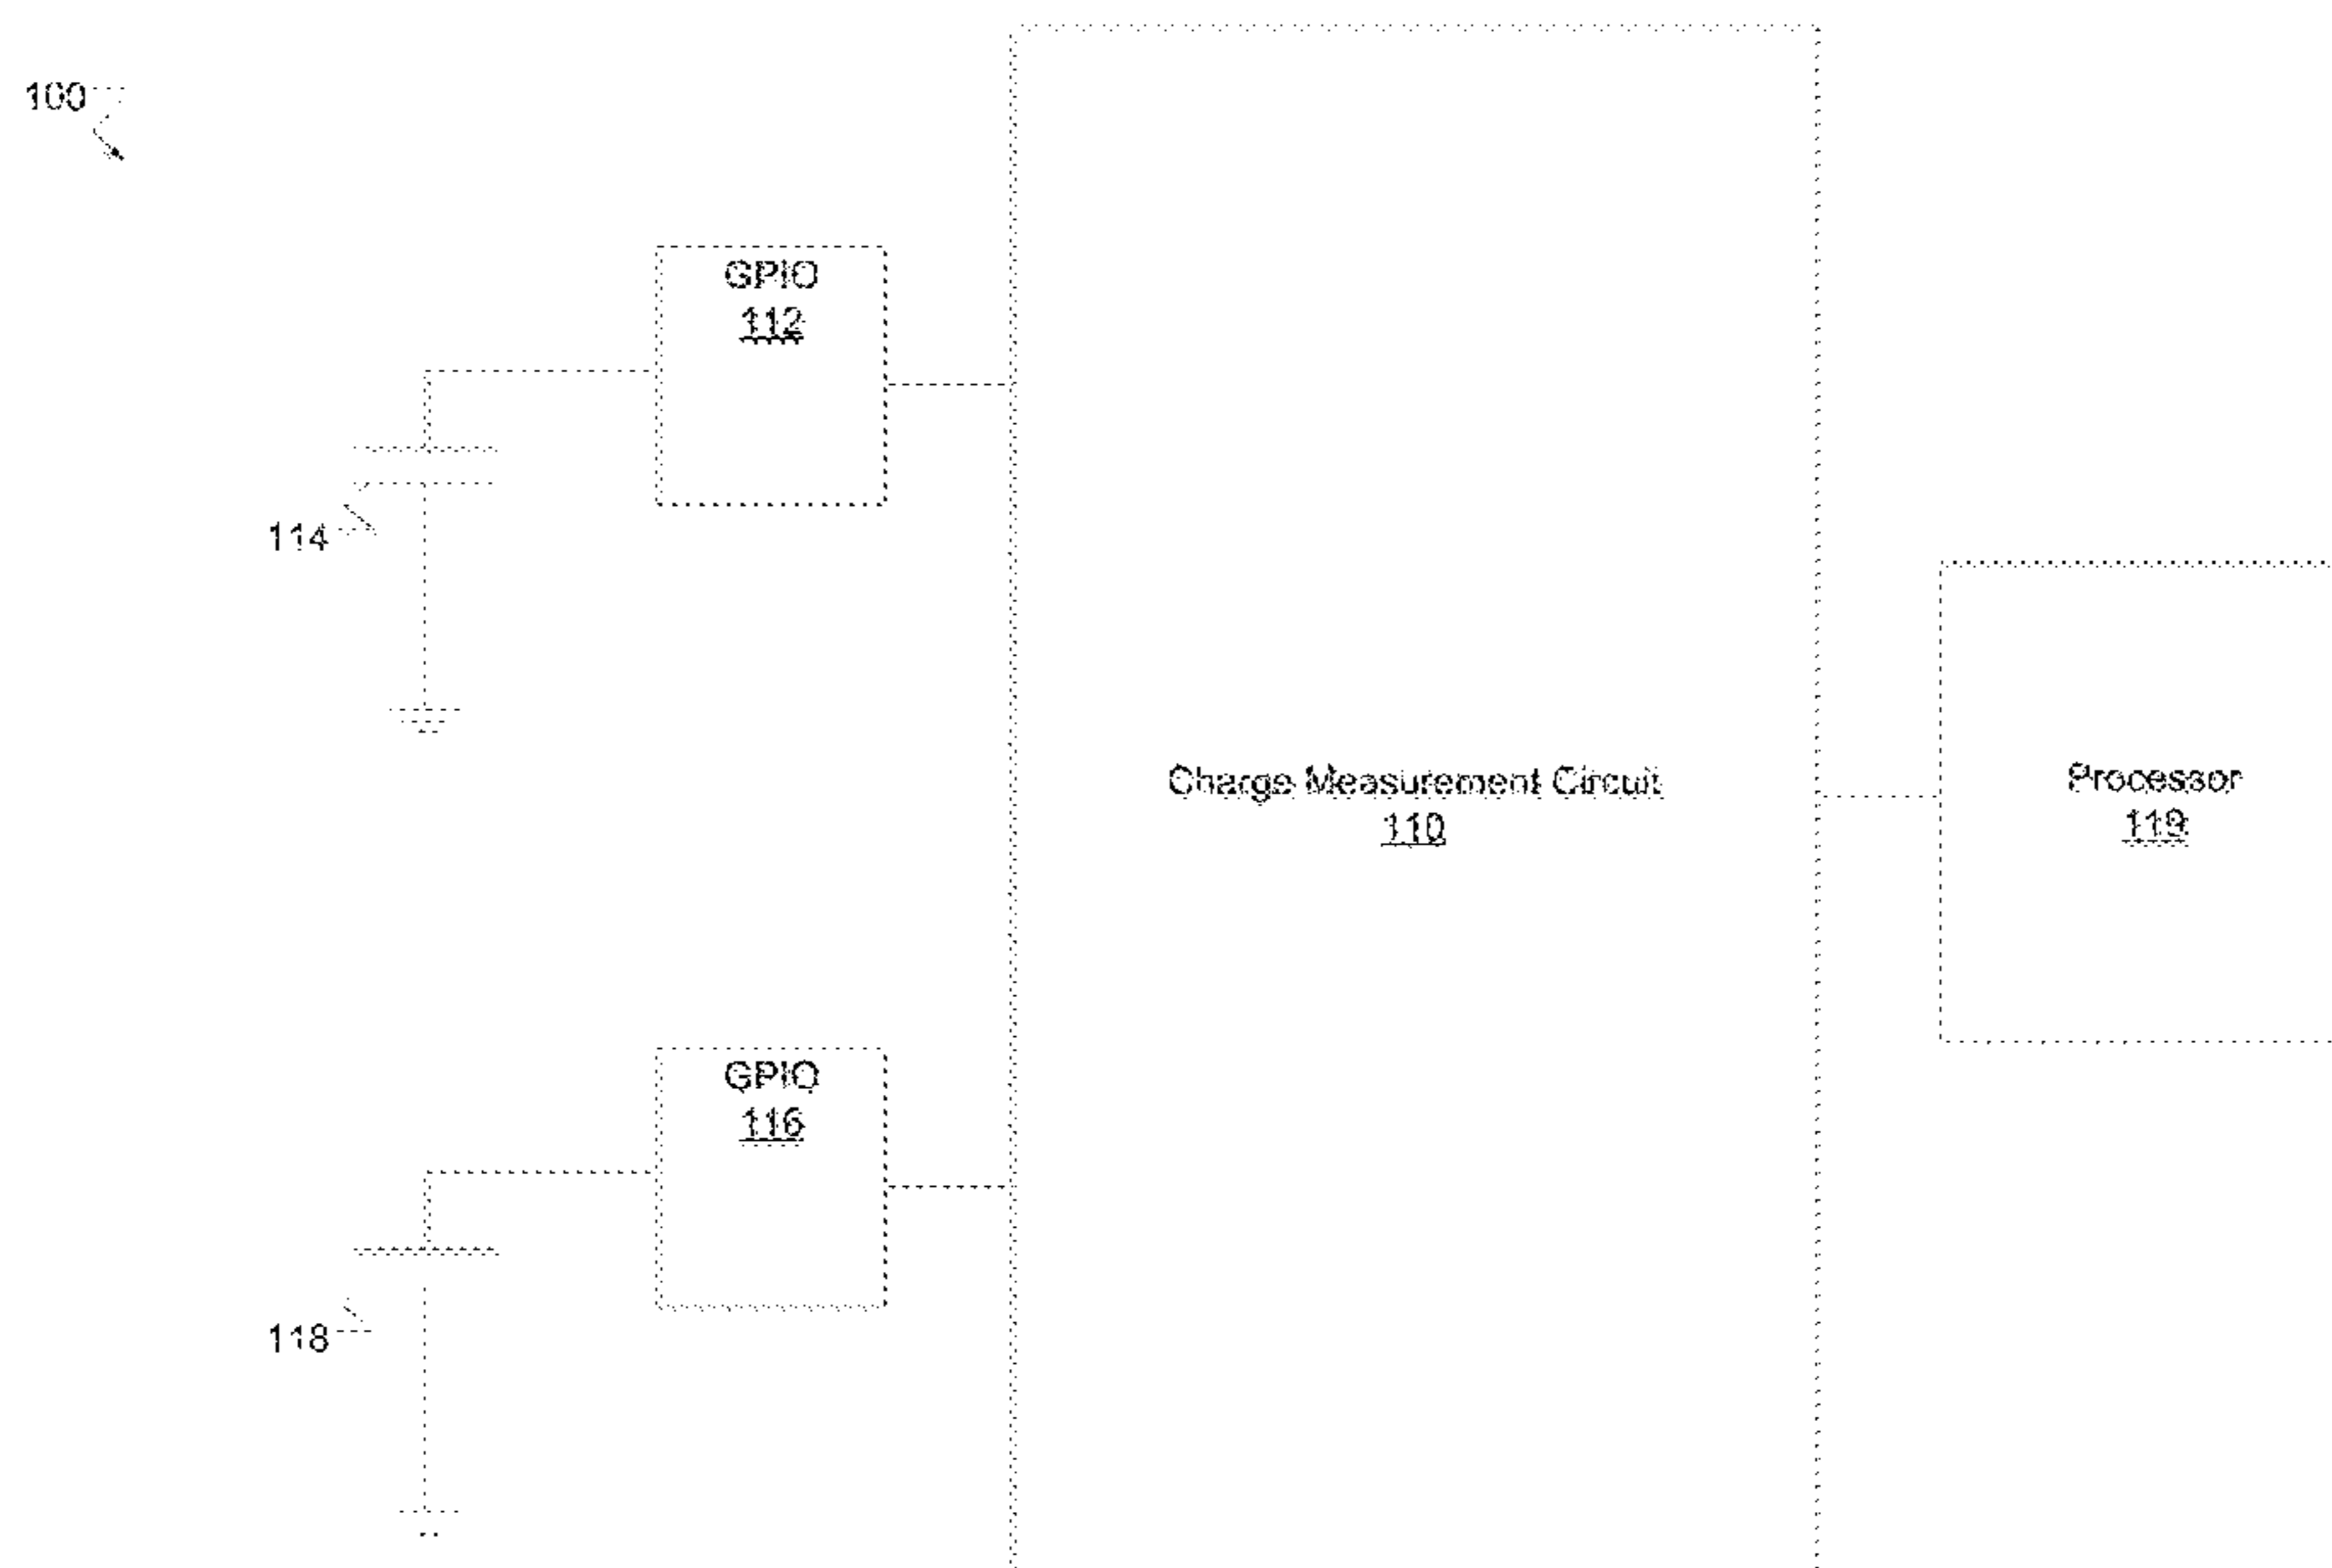 100
GPIO
112
114
Charge Measurement Circuit
110
Processor
119
GPIO
116
118